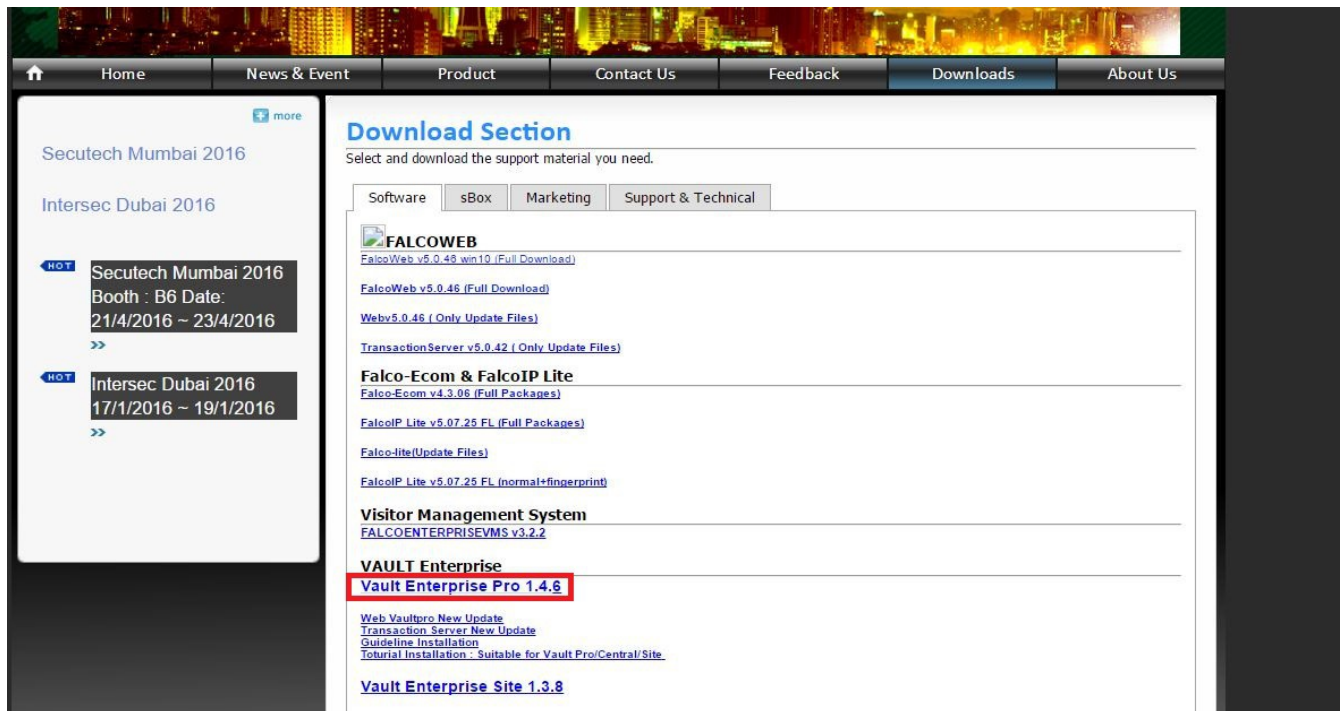 Home News & Event Product Contact Us Feedback Downloads About Us
more
Secutech Mumbai 2016
Intersec Dubai 2016
HOT
Secutech Mumbai 2016
Booth : B6 Date:
21/4/2016 ~ 23/4/2016
>>
HOT
Intersec Dubai 2016
17/1/2016 ~ 19/1/2016
>>
Download Section
Select and download the support material you need.
Software sBox Marketing Support & Technical
FALCOWEB
FalcoWeb v5.0.46 win10 (Full Download)
FalcoWeb v5.0.46 (Full Download)
Webv5.0.46 ( Only Update Files)
TransactionServer v5.0.42 ( Only Update Files)
Falco-Ecom & FalcoIP Lite
Falco-Ecom v4.3.06 (Full Packages)
FalcoIP Lite v5.07.25 FL (Full Packages)
Falco-lite(Update Files)
FalcoIP Lite v5.07.25 FL (normal+fingerprint)
Visitor Management System
FALCOENTERPRISEVMS v3.2.2
VAULT Enterprise
Vault Enterprise Pro 1.4.6
Web Vaultpro New Update
Transaction Server New Update
Guideline Installation
Toturial Installation : Suitable for Vault Pro/Central/Site
Vault Enterprise Site 1.3.8